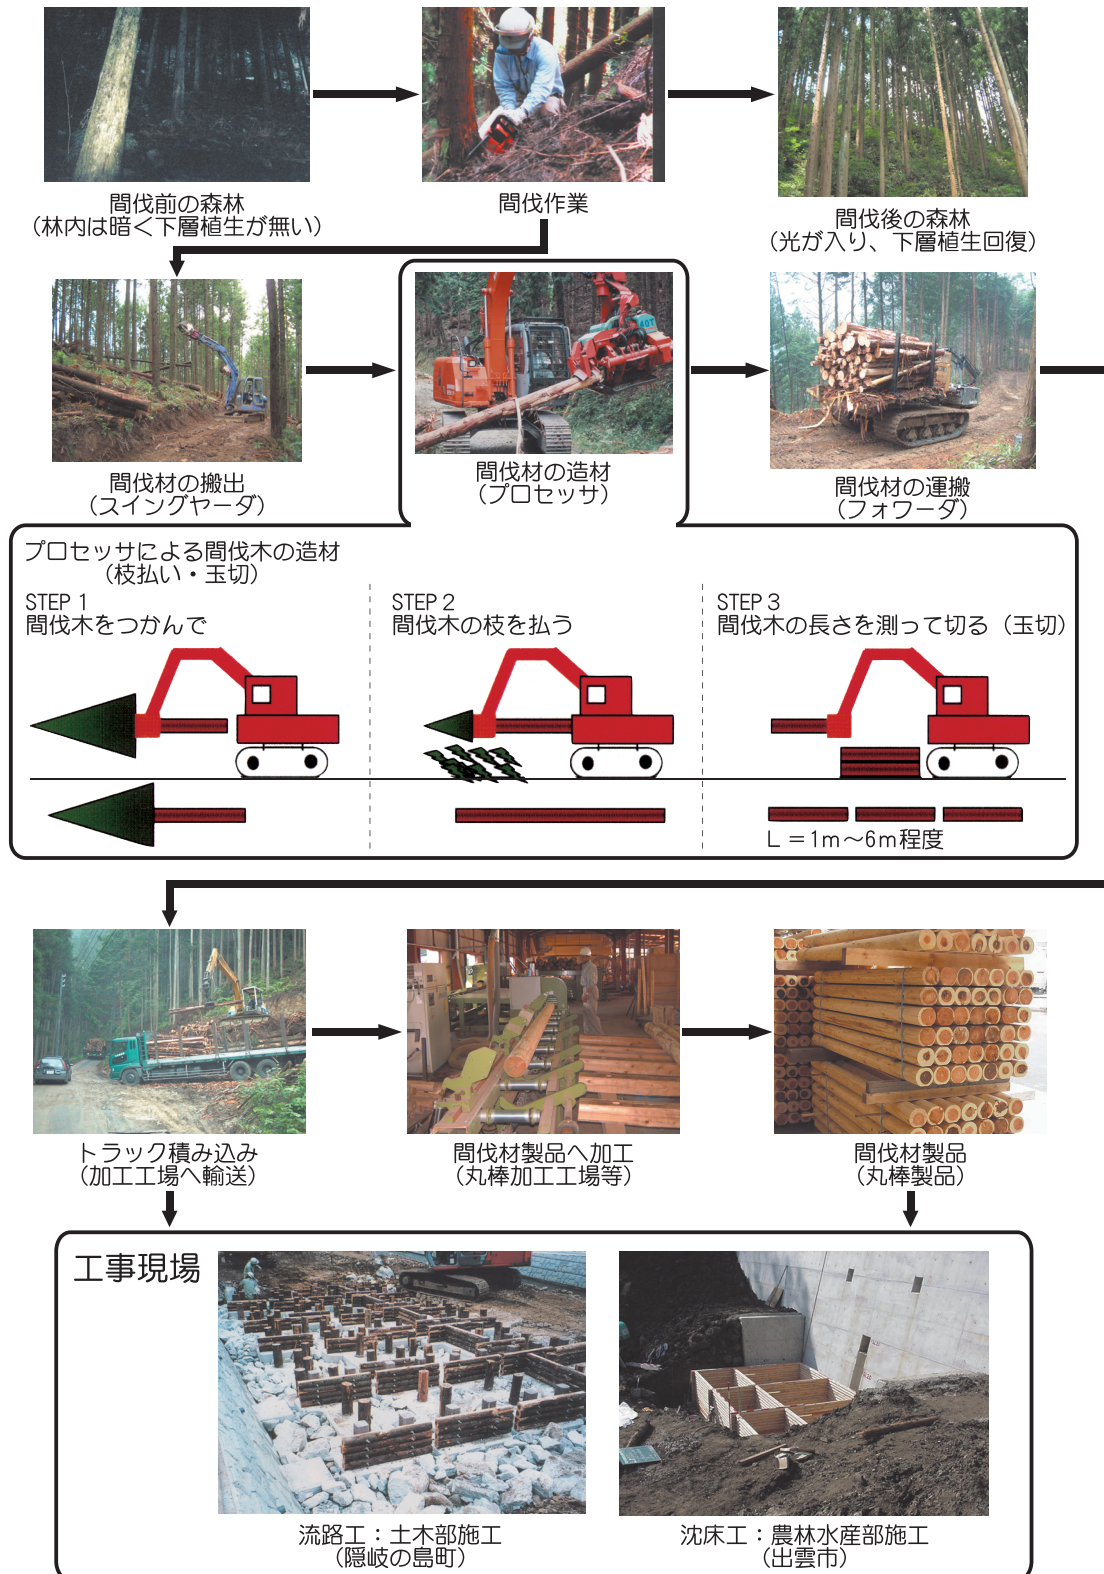 間伐前の森林
（林内は暗く下層植生が無い）
間伐作業
間伐後の森林
（光が入り、下層植生回復）
間伐材の搬出
（スイングヤーダ）
間伐材の造材
（プロセッサ）
間伐材の運搬
（フォワーダ）
プロセッサによる間伐木の造材
（枝払い・玉切）
STEP 1
間伐木をつかんで
STEP 2
間伐木の枝を払う
STEP 3
間伐木の長さを測って切る（玉切）
L＝1m～6m程度
トラック積み込み
（加工工場へ輸送）
間伐材製品へ加工
（丸棒加工工場等）
間伐材製品
（丸棒製品）
工事現場
流路工：土木部施工
（隠岐の島町）
沈床工：農林水産部施工
（出雲市）